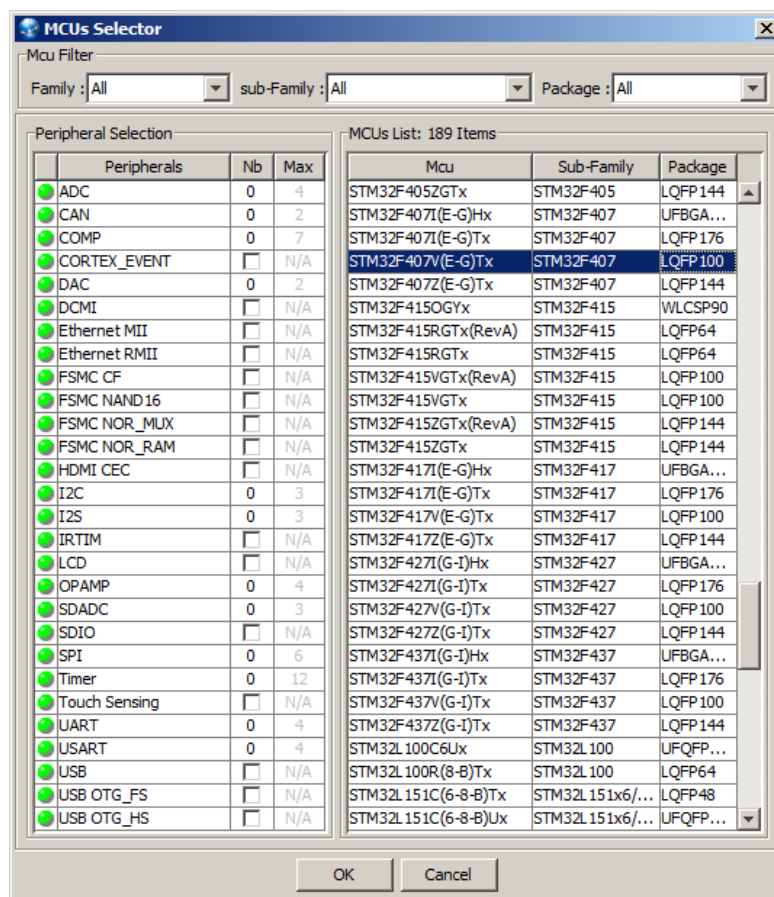 MCUs Selector
Mcu Filter
Family : All sub-Family : All Package : All
Peripheral Selection
Peripherals Nb Max
ADC 0 4
CAN 0 2
COMP 0 7
CORTEX_EVENT N/A
DAC 0 2
DCMI N/A
Ethernet MII N/A
Ethernet RMII N/A
FSMC CF N/A
FSMC NAND16 N/A
FSMC NOR_MUX N/A
FSMC NOR_RAM N/A
HDMI CEC N/A
I2C 0 3
I2S 0 3
IRTIM N/A
LCD N/A
OPAMP 0 4
SDADC 0 3
SDIO N/A
SPI 0 6
Timer 0 12
Touch Sensing N/A
UART 0 4
USART 0 4
USB N/A
USB OTG_FS N/A
USB OTG_HS N/A
MCUs List: 189 Items
Mcu Sub-Family Package
STM32F405ZGTx STM32F405 LQFP144
STM32F407I(E-G)Hx STM32F407 UFBGA...
STM32F407I(E-G)Tx STM32F407 LQFP176
STM32F407V(E-G)Tx STM32F407 LQFP100
STM32F407Z(E-G)Tx STM32F407 LQFP144
STM32F415OGYx STM32F415 WLCSP90
STM32F415RGTx(RevA) STM32F415 LQFP64
STM32F415RGTx STM32F415 LQFP64
STM32F415VGTx(RevA) STM32F415 LQFP100
STM32F415VGTx STM32F415 LQFP100
STM32F415ZGTx(RevA) STM32F415 LQFP144
STM32F415ZGTx STM32F415 LQFP144
STM32F417I(E-G)Hx STM32F417 UFBGA...
STM32F417I(E-G)Tx STM32F417 LQFP176
STM32F417V(E-G)Tx STM32F417 LQFP100
STM32F417Z(E-G)Tx STM32F417 LQFP144
STM32F427I(G-I)Hx STM32F427 UFBGA...
STM32F427I(G-I)Tx STM32F427 LQFP176
STM32F427V(G-I)Tx STM32F427 LQFP100
STM32F427Z(G-I)Tx STM32F427 LQFP144
STM32F437I(G-I)Hx STM32F437 UFBGA...
STM32F437I(G-I)Tx STM32F437 LQFP176
STM32F437V(G-I)Tx STM32F437 LQFP100
STM32F437Z(G-I)Tx STM32F437 LQFP144
STM32L100C6Ux STM32L100 UFQFP...
STM32L100R(8-B)Tx STM32L100 LQFP64
STM32L151C(6-8-B)Tx STM32L151x6/... LQFP48
STM32L151C(6-8-B)Ux STM32L151x6/... UFQFP...
OK Cancel